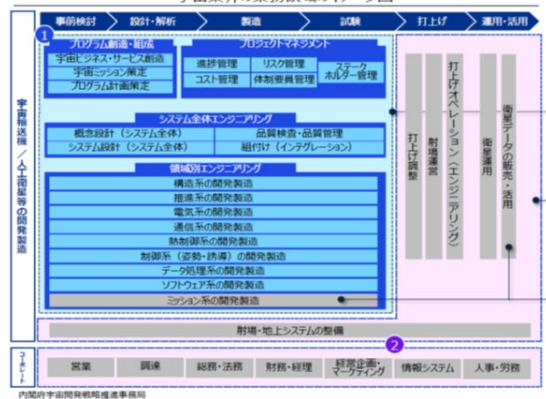 事前検討
設計・解析
製造
試験
打上げ
運用・活用
1
プログラム創造・組成
宇宙ビジネス・サービス創造
宇宙ミッション策定
プログラム計画策定
プロジェクトマネジメント
進捗管理
リスク管理
ステークホルダー管理
コスト管理
体制要員管理
システム全体エンジニアリング
概念設計（システム全体）
品質検査・品質管理
システム設計（システム全体）
組付け（インテグレーション）
領域別エンジニアリング
構造系の開発製造
推進系の開発製造
電気系の開発製造
通信系の開発製造
熱制御系の開発製造
制御系（姿勢・誘導）の開発製造
データ処理系の開発製造
ソフトウェア系の開発製造
ミッション系の開発製造
宇宙輸送機／人工衛星等の開発製造
打上げ調整
射場運営
打上げオペレーション（エンジニアリング）
衛星運用
衛星データの販売・活用
射場・地上システムの整備
2
コーポレート
営業
調達
総務・法務
財務・経理
経営企画・
マーケティング
情報システム
人事・労務
内閣府宇宙開発戦略推進事務局